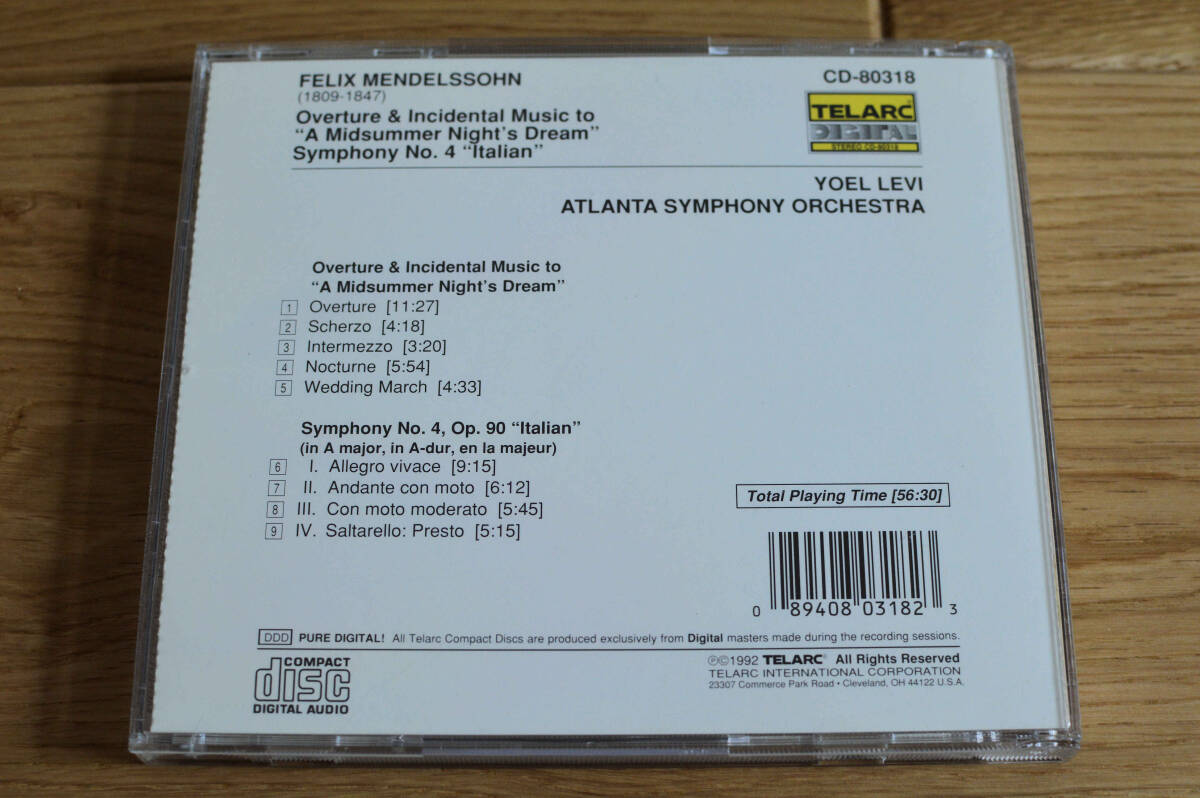 FELIX MENDELSSOHN
(1809-1847)
Overture & Incidental Music to
“A Midsummer Night's Dream”
Symphony No. 4 “Italian”
CD-80318
TELARC
DIGITAL
STEREO CD-80318
YOEL LEVI
ATLANTA SYMPHONY ORCHESTRA
Overture & Incidental Music to
“A Midsummer Night's Dream”
1 Overture [11:27]
2 Scherzo [4:18]
3 Intermezzo [3:20]
4 Nocturne [5:54]
5 Wedding March [4:33]
Symphony No. 4, Op. 90 “Italian”
(in A major, in A-dur, en la majeur)
6 I. Allegro vivace [9:15]
7 II. Andante con moto [6:12]
8 III. Con moto moderato [5:45]
9 IV. Saltarello: Presto [5:15]
Total Playing Time [56:30]
0 89408 03182 3
DDD PURE DIGITAL! All Telarc Compact Discs are produced exclusively from Digital masters made during the recording sessions.
COMPACT
disc
DIGITAL AUDIO
℗©1992 TELARC® All Rights Reserved
TELARC INTERNATIONAL CORPORATION
23307 Commerce Park Road • Cleveland, OH 44122 U.S.A.